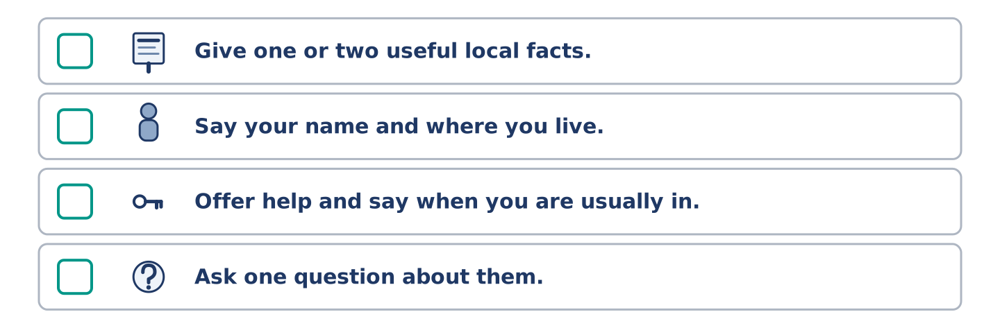 Give one or two useful local facts.
Say your name and where you live.
Offer help and say when you are usually in.
Ask one question about them.